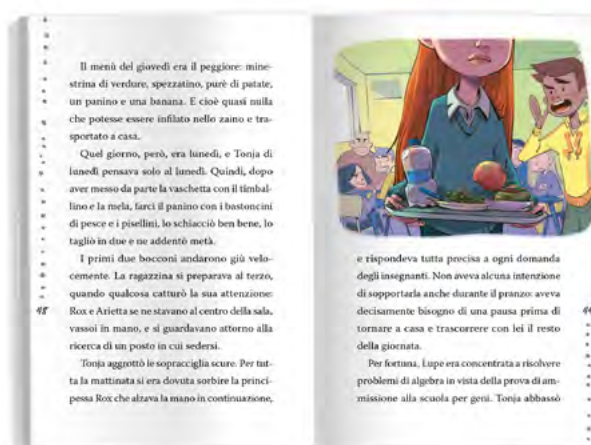 Il menù del giovedì era il peggiore: mine-
strina di verdure, spezzatino, purè di patate,
un panino e una banana. E cioè quasi nulla
che potesse essere infilato nello zaino e tra-
sportato a casa.
Quel giorno, però, era lunedì, e Tonja di
lunedì pensava solo al lunedì. Quindi, dopo
aver messo da parte la vaschetta con il timbal-
lino e la mela, farcì il panino con i bastoncini
di pesce e i pisellini, lo schiacciò ben bene, lo
tagliò in due e ne addentò metà.
I primi due bocconi andarono giù velo-
cemente. La ragazzina si preparava al terzo,
quando qualcosa catturò la sua attenzione:
Rox e Arietta se ne stavano al centro della sala,
vassoi in mano, e si guardavano attorno alla
ricerca di un posto in cui sedersi.
Tonja aggrottò le sopracciglia scure. Per tut-
ta la mattinata si era dovuta sorbire la princi-
pessa Rox che alzava la mano in continuazione,
48
e rispondeva tutta precisa a ogni domanda
degli insegnanti. Non aveva alcuna intenzione
di sopportarla anche durante il pranzo: aveva
decisamente bisogno di una pausa prima di
tornare a casa e trascorrere con lei il resto
della giornata.
Per fortuna, Lupe era concentrata a risolvere
problemi di algebra in vista della prova di am-
missione alla scuola per geni. Tonja abbassò